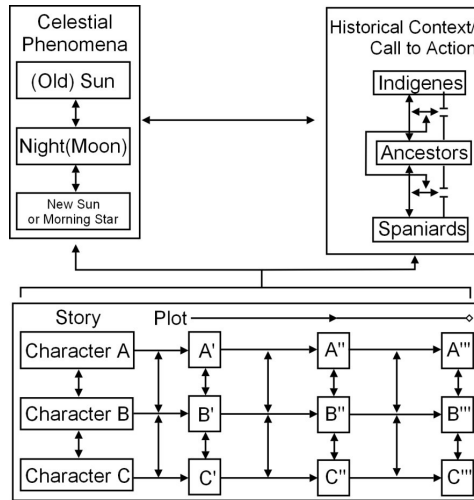 Celestial
Phenomena
(Old) Sun
Night(Moon)
New Sun
or Morning Star
Historical Context/
Call to Action
Indigenes
Ancestors
Spaniards
Story
Plot
Character A
A'
A''
A'''
Character B
B'
B''
B'''
Character C
C'
C''
C'''